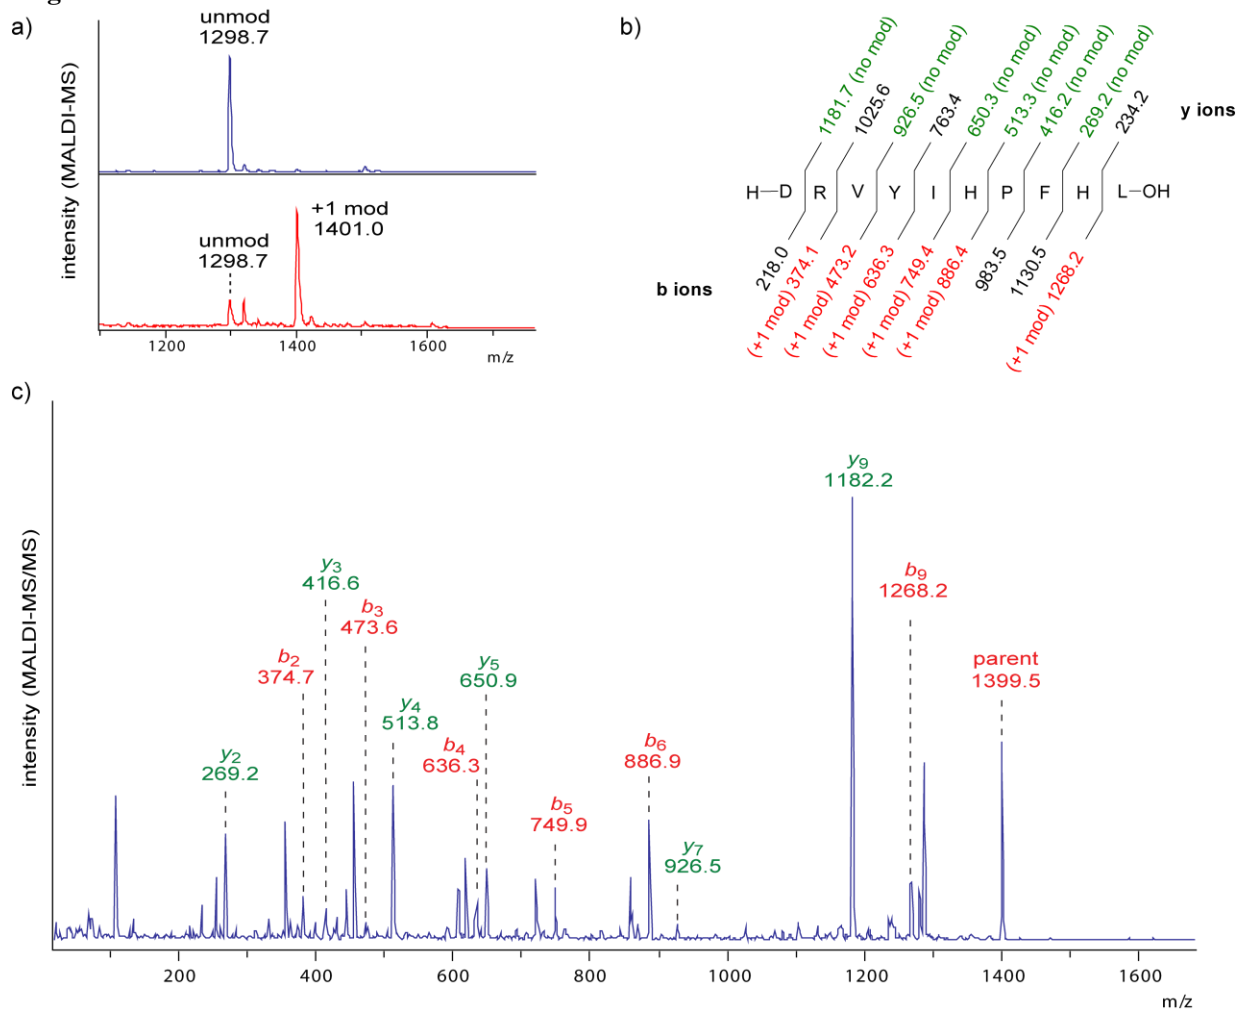 a)
unmod
1298.7
unmod
1298.7
+1 mod
1401.0
intensity (MALDI-MS)
1200
1400
1600
m/z
b)
1181.7 (no mod)
1025.6
926.5 (no mod)
763.4
650.3 (no mod)
513.3 (no mod)
416.2 (no mod)
269.2 (no mod)
234.2
y ions
H—D R V Y I H P F H L—OH
b ions
218.0
(+1 mod) 374.1
(+1 mod) 473.2
(+1 mod) 636.3
(+1 mod) 749.4
(+1 mod) 886.4
983.5
1130.5
(+1 mod) 1268.2
c)
intensity (MALDI-MS/MS)
y2
269.2
b2
374.7
y3
416.6
b3
473.6
y4
513.8
b4
636.3
y5
650.9
b5
749.9
b6
886.9
y7
926.5
y9
1182.2
b9
1268.2
parent
1399.5
200
400
600
800
1000
1200
1400
1600
m/z